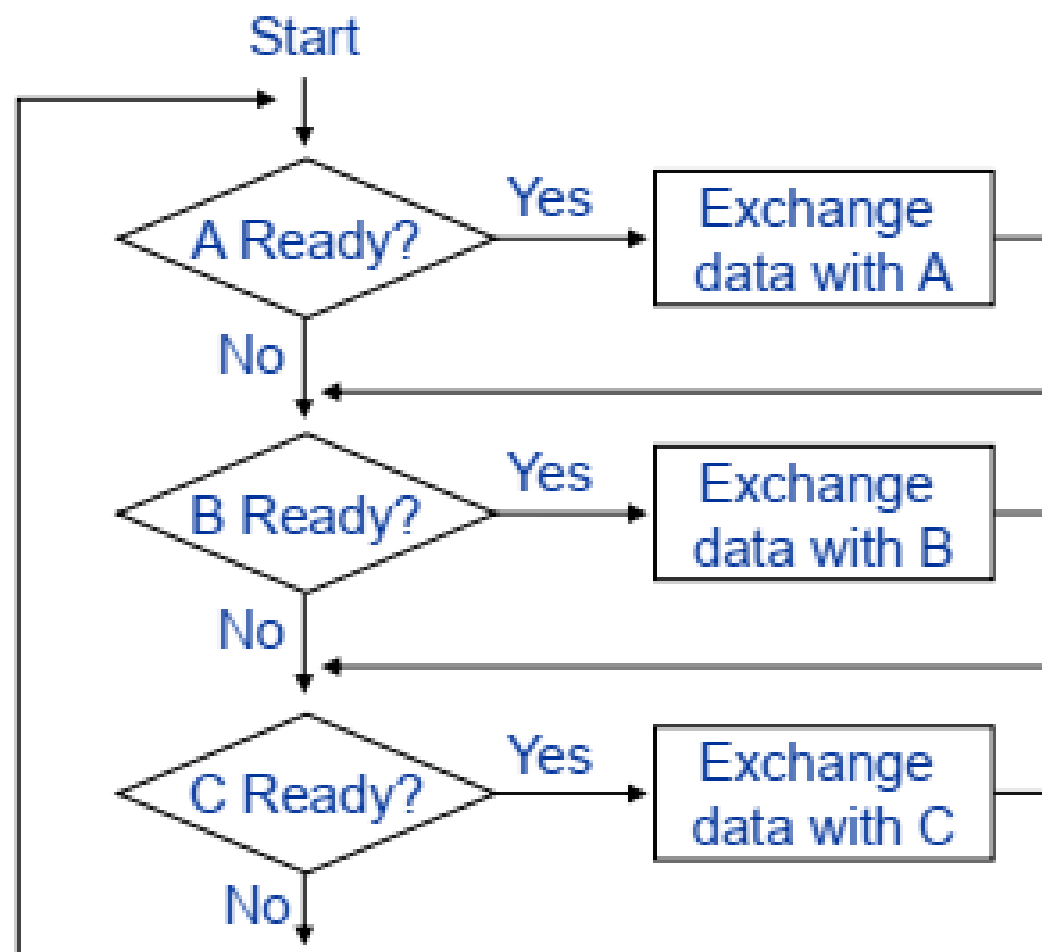 Start
A Ready?
Yes
Exchange
data with A
No
B Ready?
Yes
Exchange
data with B
No
C Ready?
Yes
Exchange
data with C
No